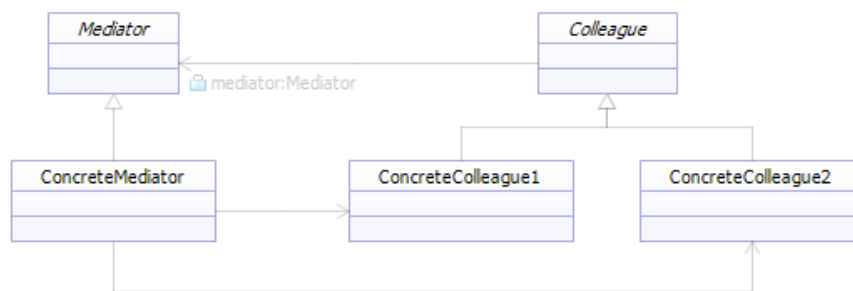 Mediator
Colleague
mediator:Mediator
ConcreteMediator
ConcreteColleague1
ConcreteColleague2